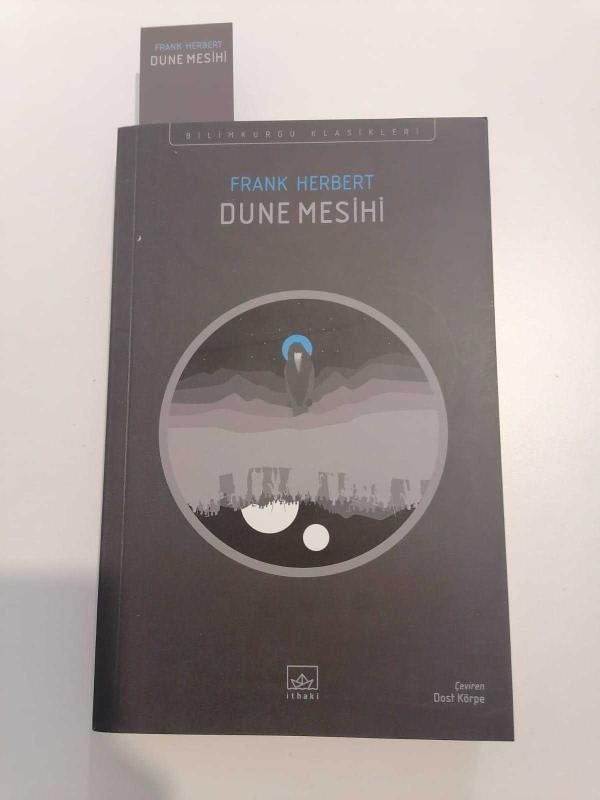 FRANK HERBERT
DUNE MESİHİ
BİLİMKURGU KLASİKLERİ
FRANK HERBERT
DUNE MESİHİ
ithaki
Çeviren
Dost Körpe